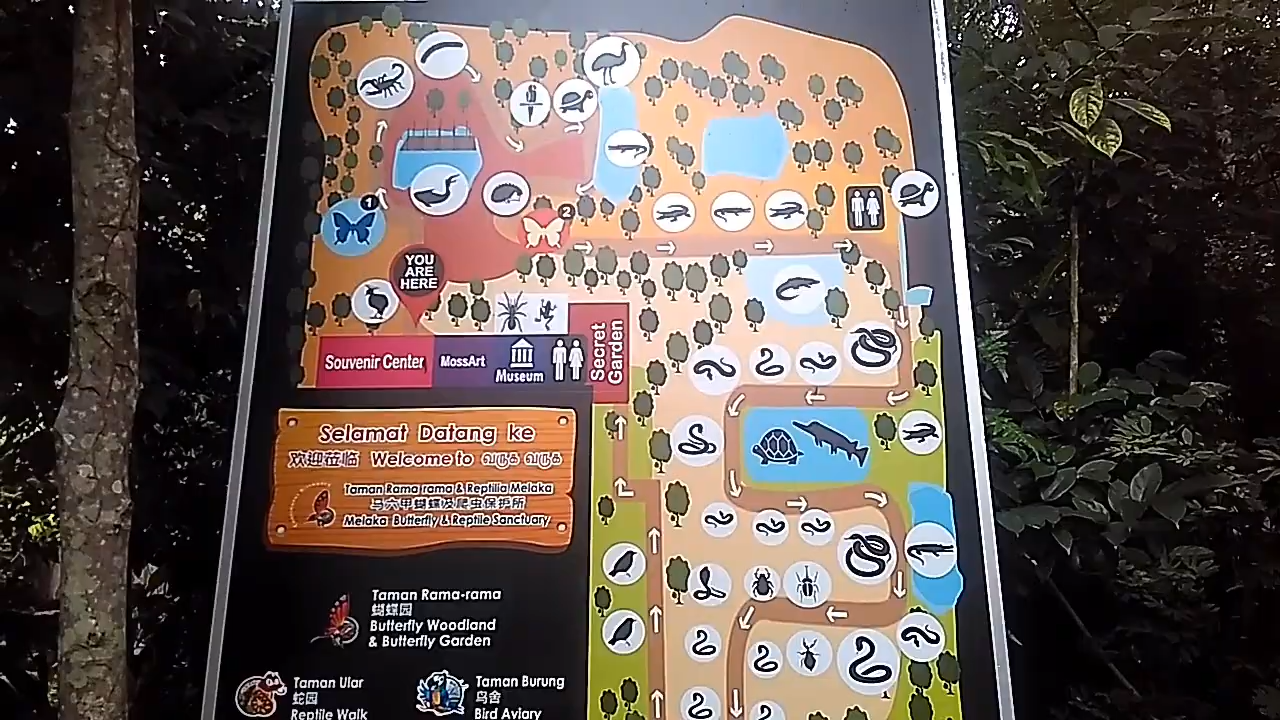 1
2
YOU
ARE
HERE
Souvenir Center
MossArt
Museum
Secret
Garden
Selamat Datang ke
欢迎莅临 Welcome to வருக வருக
Taman Rama rama & Reptilia Melaka
马六甲蝴蝶及爬虫保护所
Melaka Butterfly & Reptile Sanctuary
Taman Rama-rama
蝴蝶园
Butterfly Woodland
& Butterfly Garden
Taman Ular
蛇园
Reptile Walk
Taman Burung
鸟舍
Bird Aviary